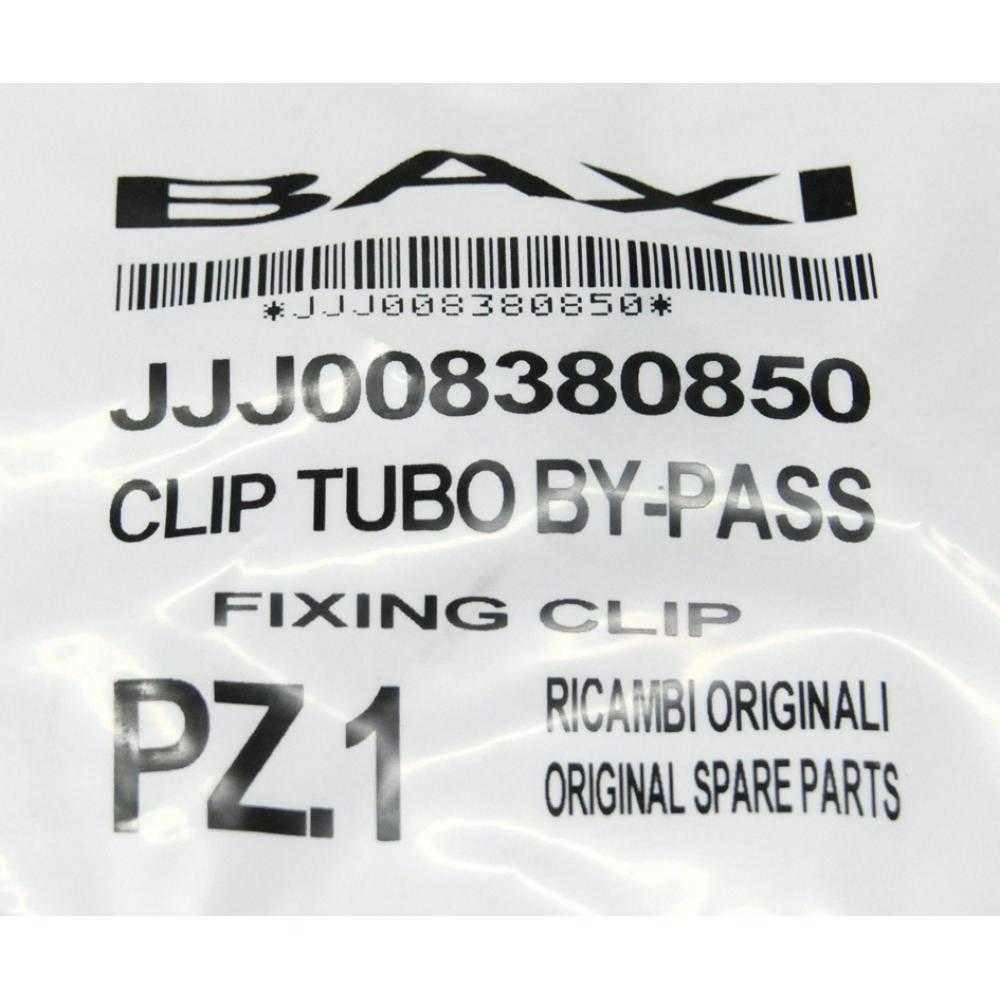 BAXI
*JJJ008380850*
JJJ008380850
CLIP TUBO BY-PASS
FIXING CLIP
PZ.1
RICAMBI ORIGINALI
ORIGINAL SPARE PARTS